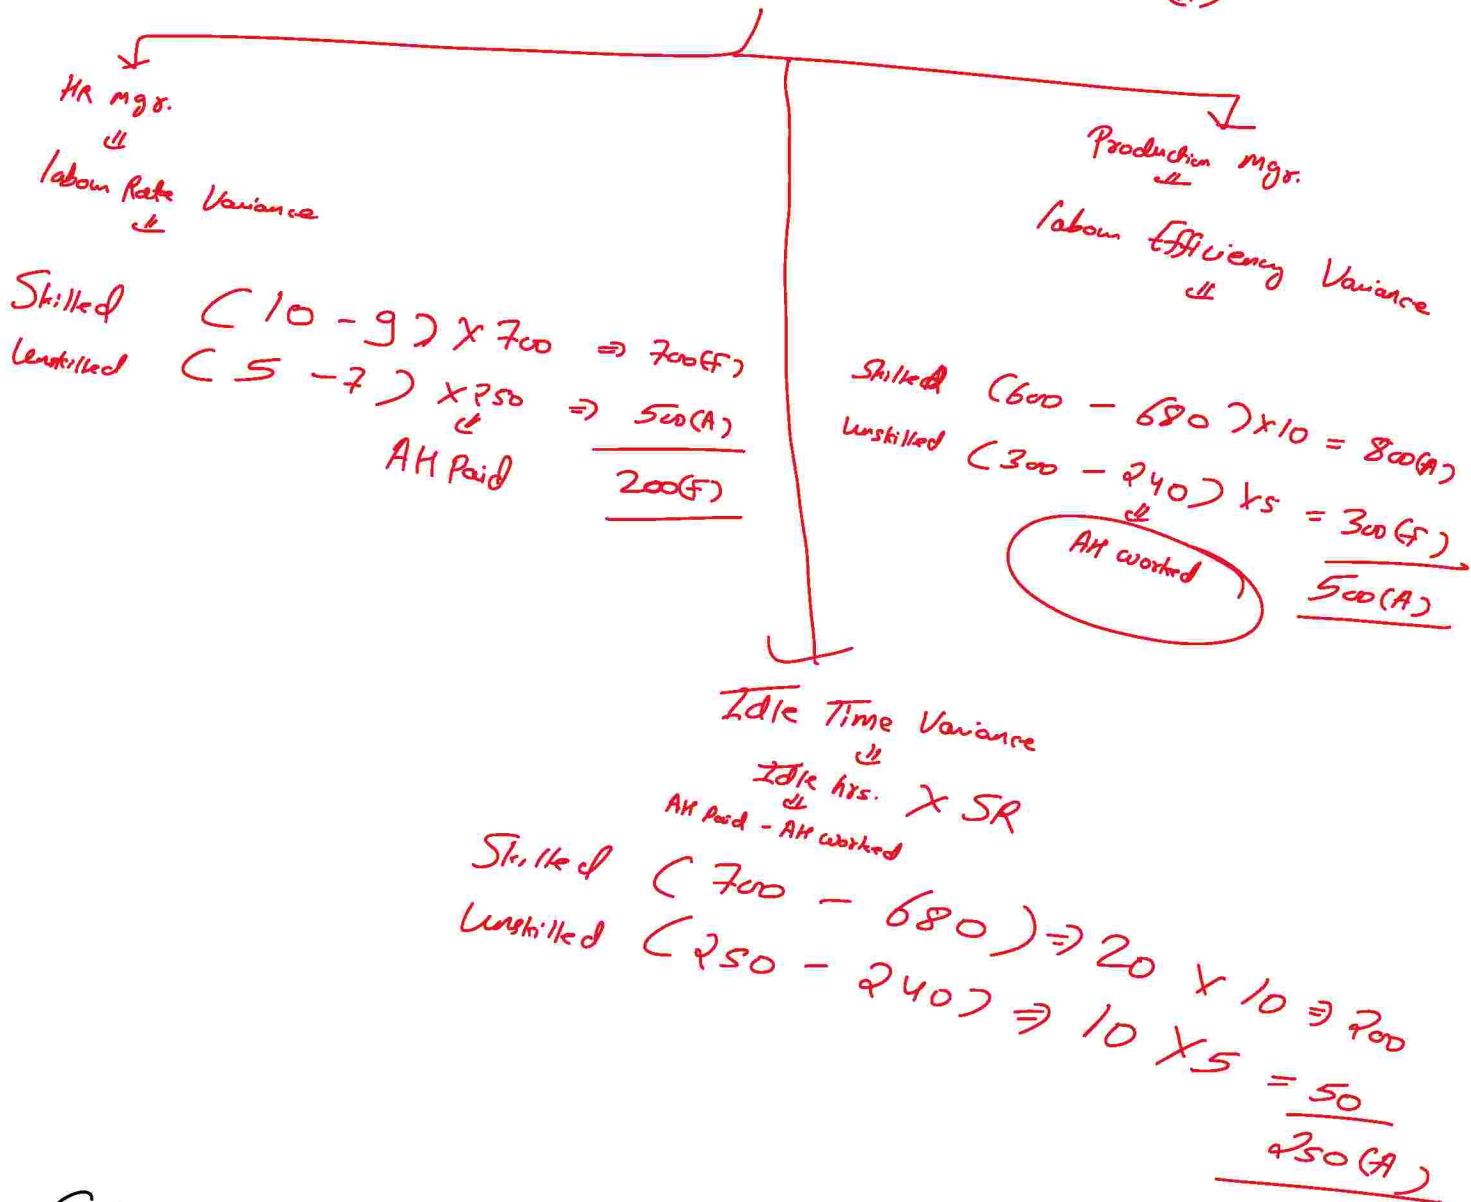 HR Mgr.
⇓
labour Rate Variance
⇓
Skilled (10 - 9) × 700 ⇒ 700(F)
Unskilled (5 - 7) × 250 ⇒ 500(A)
⇓
AH Paid
200(F)
Production Mgr.
⇓
labour Efficiency Variance
⇓
Skilled (600 - 680) × 10 = 800(A)
Unskilled (300 - 240) × 5 = 300(F)
⇓
AH worked
500(A)
Idle Time Variance
⇓
Idle hrs. × SR
⇓
AH Paid - AH worked
Skilled (700 - 680) ⇒ 20 × 10 ⇒ 200
Unskilled (250 - 240) ⇒ 10 × 5 = 50
250(A)